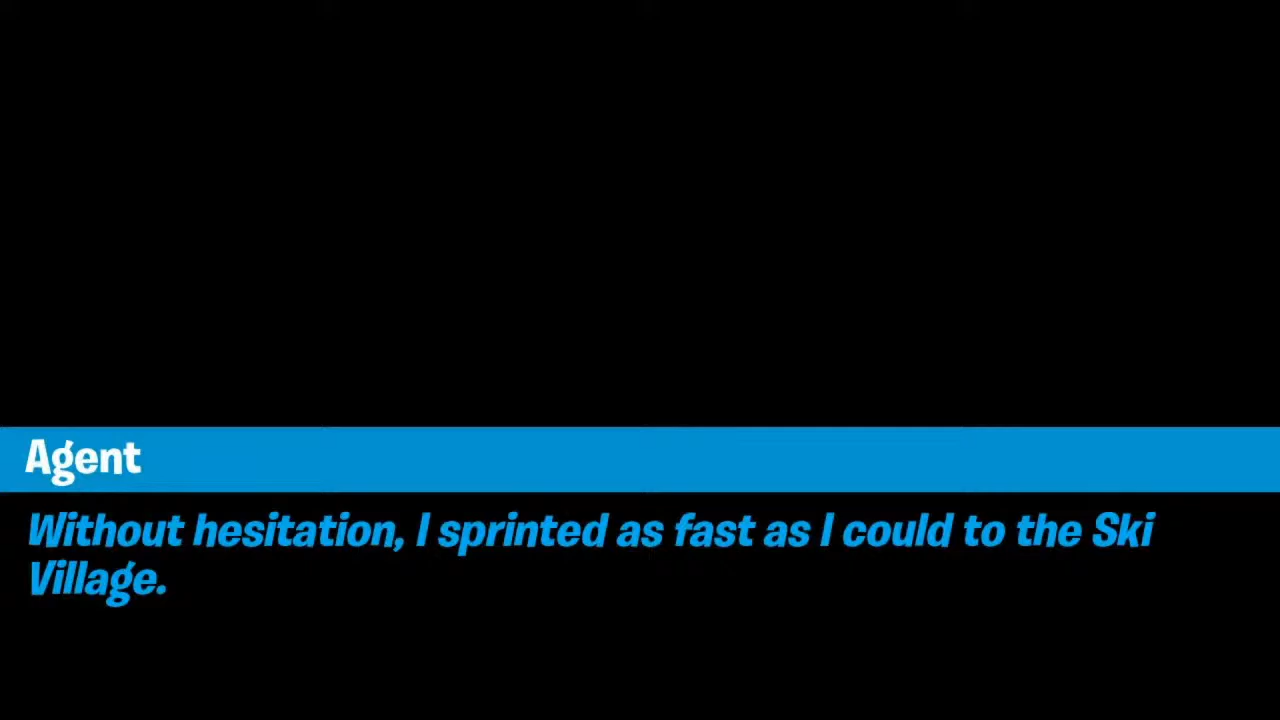 Agent
Without hesitation, I sprinted as fast as I could to the Ski
Village.